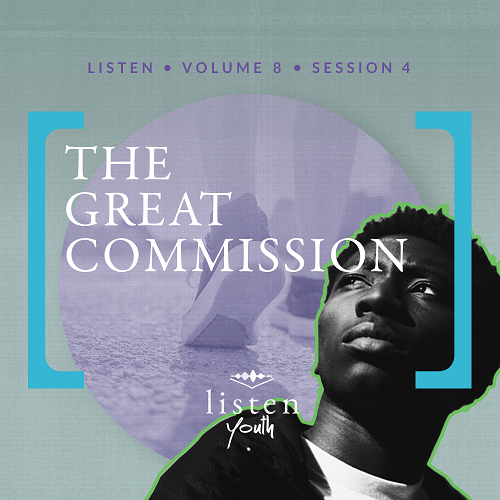 LISTEN • VOLUME 8 • SESSION 4
THE
GREAT
COMMISSION
listen
Youth